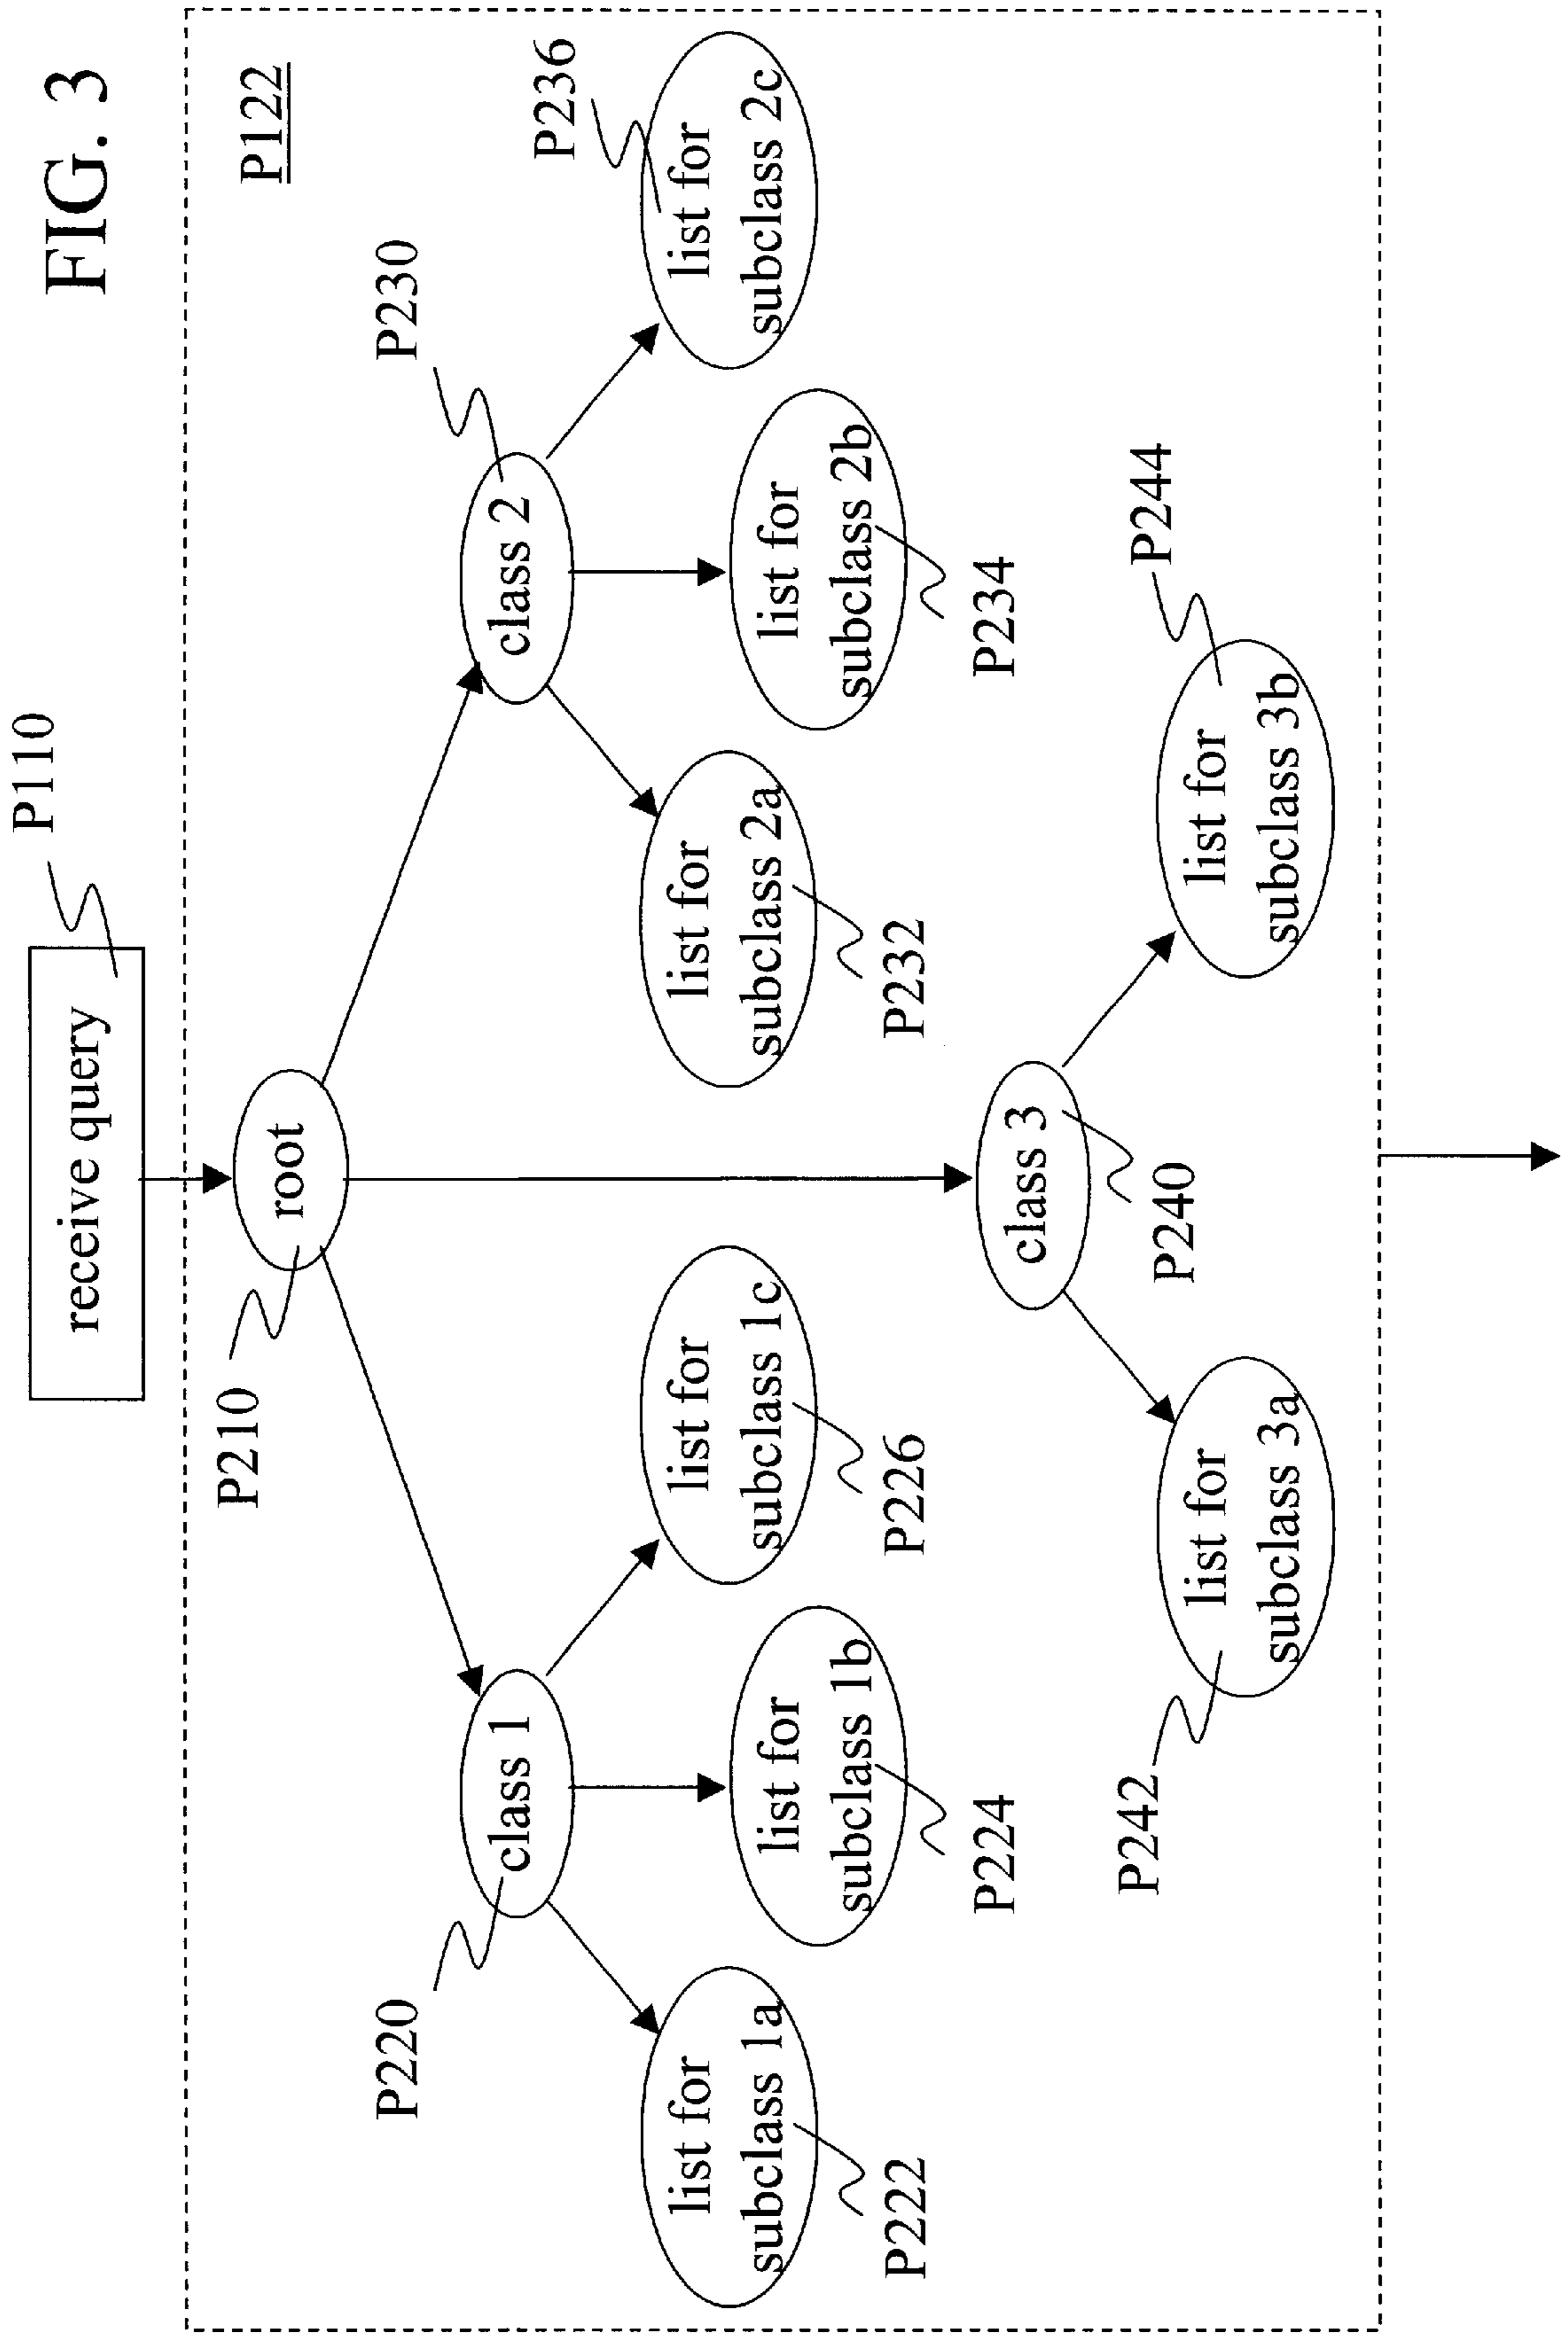 FIG. 3
P110
receive query
P122
P210
root
P220
class 1
P230
class 2
P236
list for
subclass 1a
P222
list for
subclass 1b
P224
list for
subclass 1c
P226
list for
subclass 2a
P232
list for
subclass 2b
P234
list for
subclass 2c
class 3
P240
P242
list for
subclass 3a
P244
list for
subclass 3b